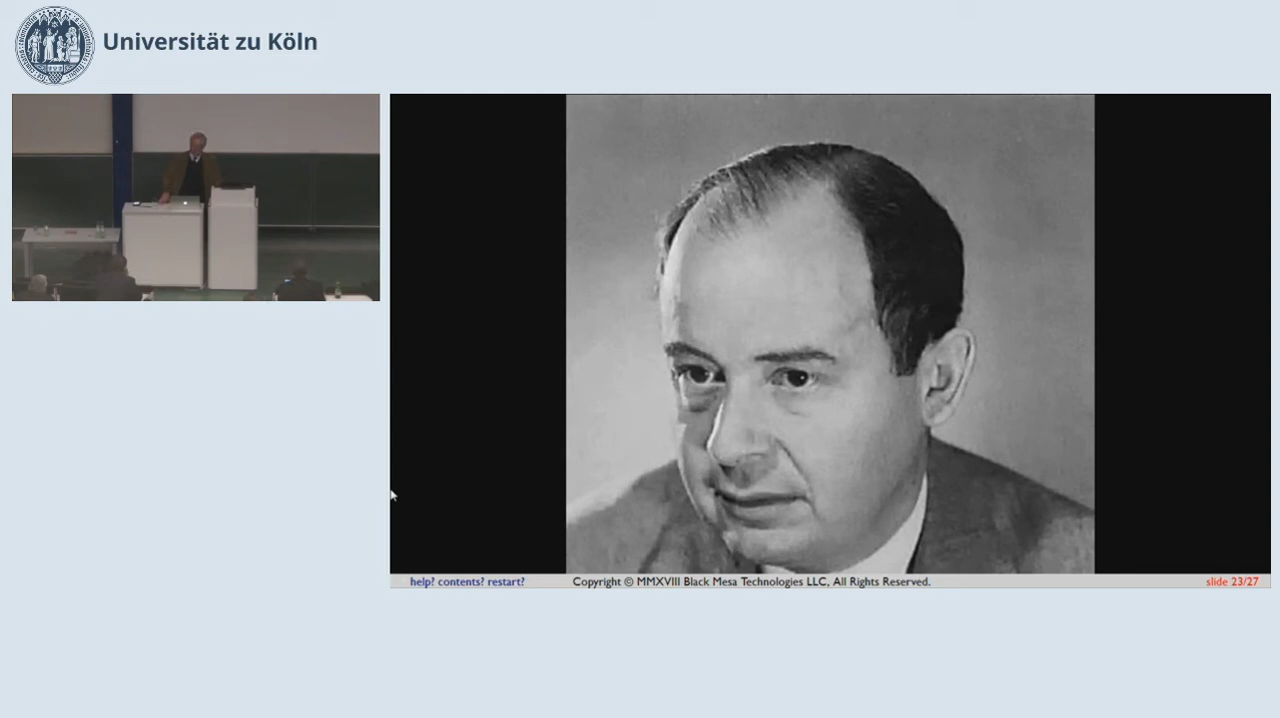 Universität zu Köln
help? contents? restart?
Copyright © MMXVIII Black Mesa Technologies LLC, All Rights Reserved.
slide 23/27